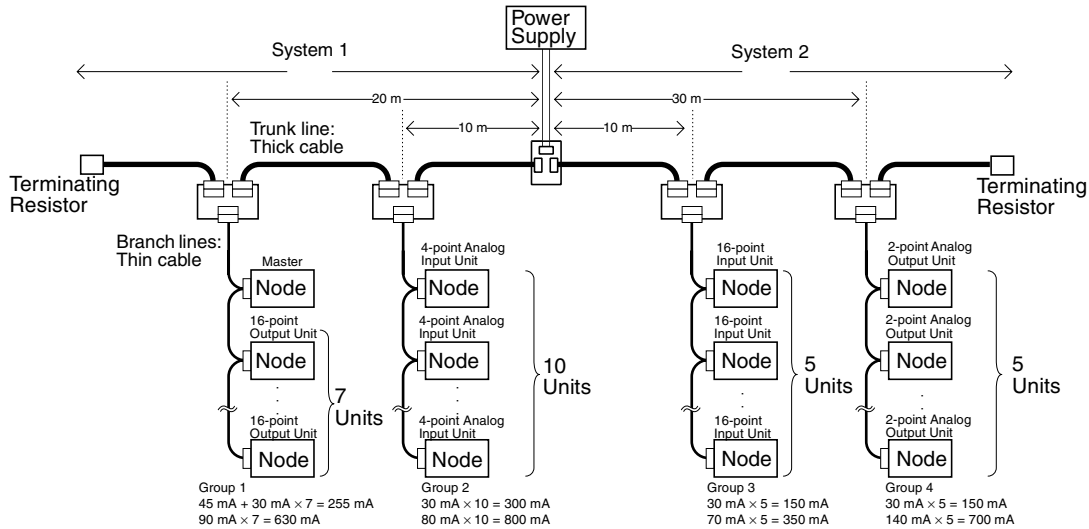 Power
Supply
System 1
System 2
20 m
30 m
10 m
10 m
Trunk line:
Thick cable
Terminating
Resistor
Terminating
Resistor
Branch lines:
Thin cable
Master
Node
16-point
Output Unit
Node
.
.
.
16-point
Output Unit
Node
7
Units
4-point Analog
Input Unit
Node
4-point Analog
Input Unit
Node
.
.
.
4-point Analog
Input Unit
Node
10
Units
16-point
Input Unit
Node
16-point
Input Unit
Node
.
.
.
16-point
Input Unit
Node
5
Units
2-point Analog
Output Unit
Node
2-point Analog
Output Unit
Node
.
.
.
2-point Analog
Output Unit
Node
5
Units
Group 1
45 mA + 30 mA × 7 = 255 mA
90 mA × 7 = 630 mA
Group 2
30 mA × 10 = 300 mA
80 mA × 10 = 800 mA
Group 3
30 mA × 5 = 150 mA
70 mA × 5 = 350 mA
Group 4
30 mA × 5 = 150 mA
140 mA × 5 = 700 mA